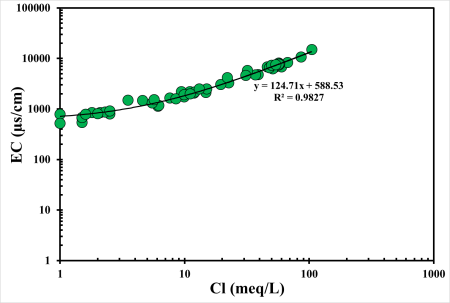 100000
10000
1000
100
10
1
EC (µs/cm)
y = 124.71x + 588.53
R² = 0.9827
1 10 100 1000
Cl (meq/L)